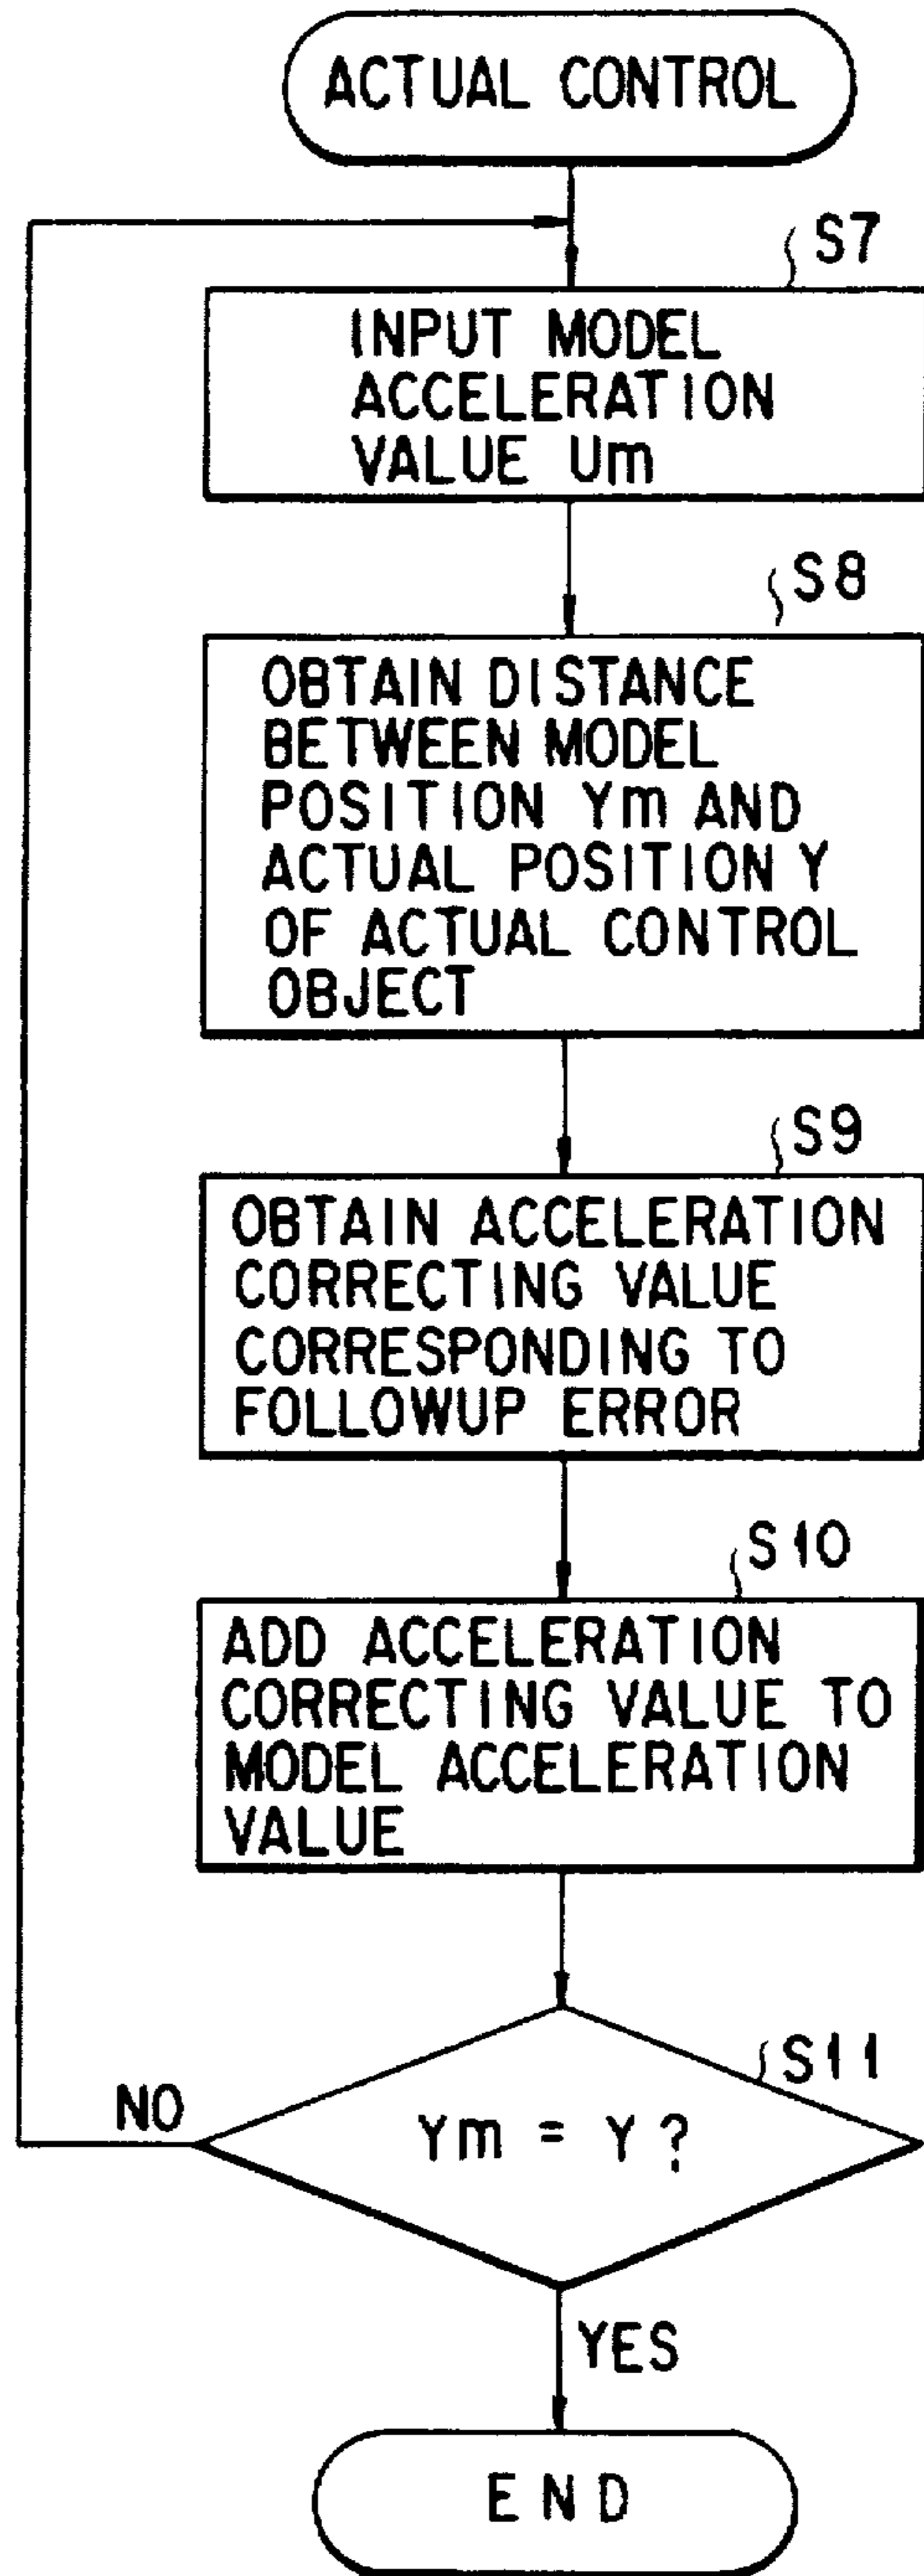 ACTUAL CONTROL
S7
INPUT MODEL
ACCELERATION
VALUE Um
S8
OBTAIN DISTANCE
BETWEEN MODEL
POSITION Ym AND
ACTUAL POSITION Y
OF ACTUAL CONTROL
OBJECT
S9
OBTAIN ACCELERATION
CORRECTING VALUE
CORRESPONDING TO
FOLLOWUP ERROR
S10
ADD ACCELERATION
CORRECTING VALUE TO
MODEL ACCELERATION
VALUE
S11
NO
Ym = Y?
YES
END